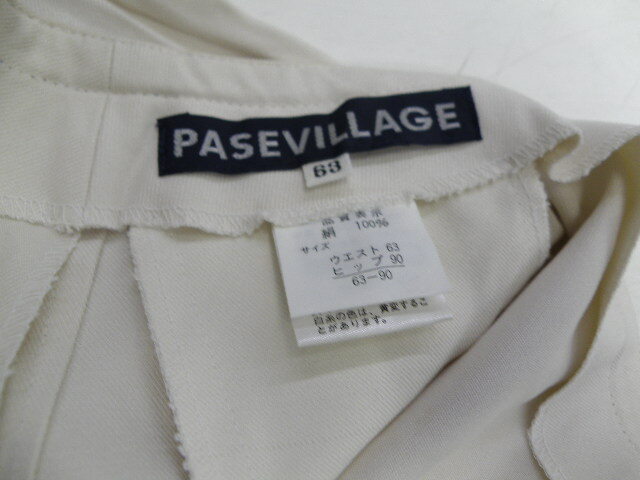 PASEVILLAGE
63
品質表示
絹 100%
サイズ
ウエスト 63
ヒップ 90
63-90
白糸の色は、黄変するこ
とがあります。